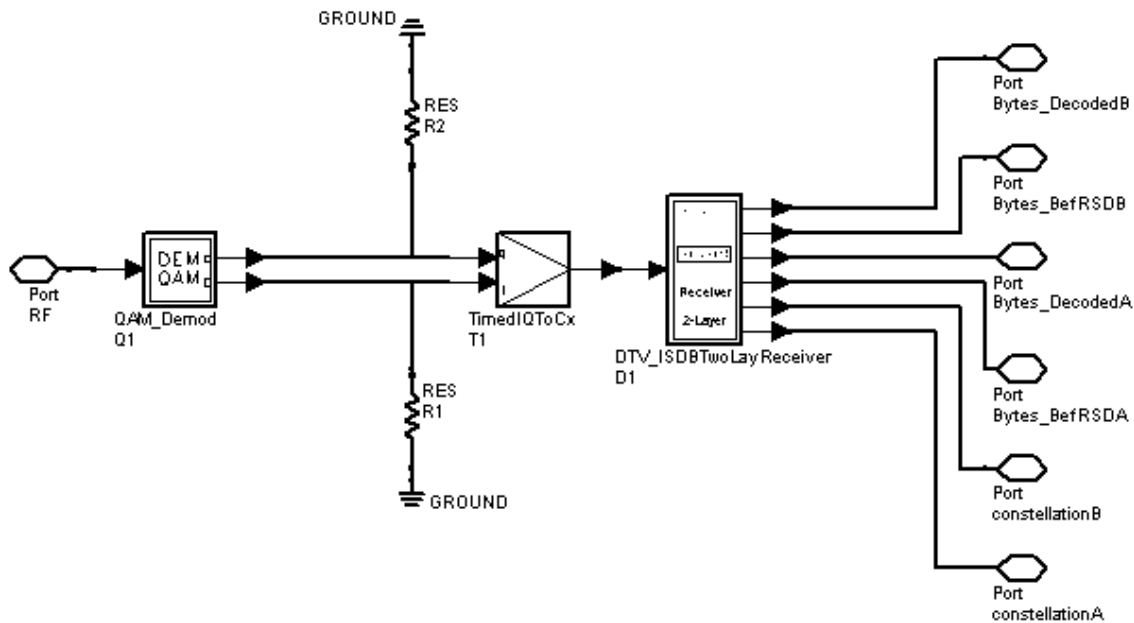 GROUND
RES
R2
Port
RF
DEM
QAM
QAM_Demod
Q1
Q
I
TimedIQToCx
T1
Receiver
2-Layer
DTV_ISDBTwoLayReceiver
D1
RES
R1
GROUND
Port
Bytes_DecodedB
Port
Bytes_BefRSDB
Port
Bytes_DecodedA
Port
Bytes_BefRSDA
Port
constellationB
Port
constellationA